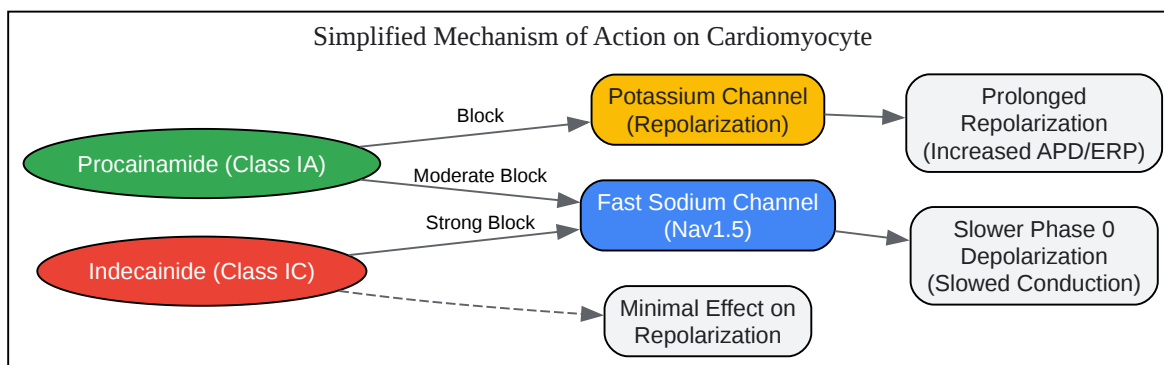 Simplified Mechanism of Action on Cardiomyocyte
Procainamide (Class IA)
Indecainide (Class IC)
Block
Moderate Block
Strong Block
Potassium Channel
(Repolarization)
Fast Sodium Channel
(Nav1.5)
Minimal Effect on
Repolarization
Prolonged
Repolarization
(Increased APD/ERP)
Slower Phase 0
Depolarization
(Slowed Conduction)